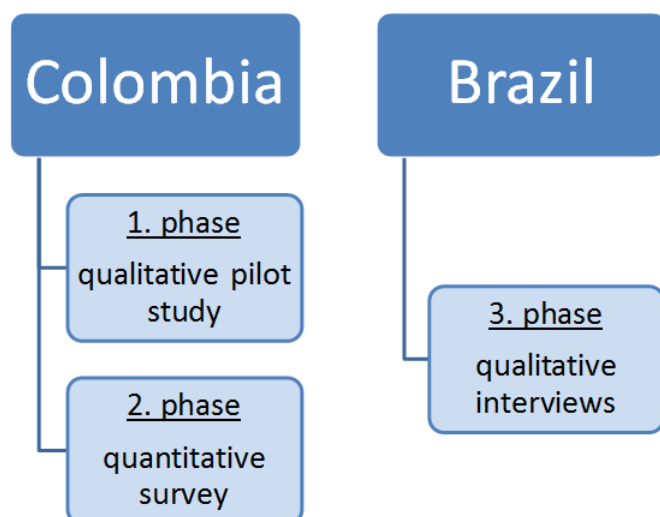 Colombia
1. phase
qualitative pilot
study
2. phase
quantitative
survey
Brazil
3. phase
qualitative
interviews